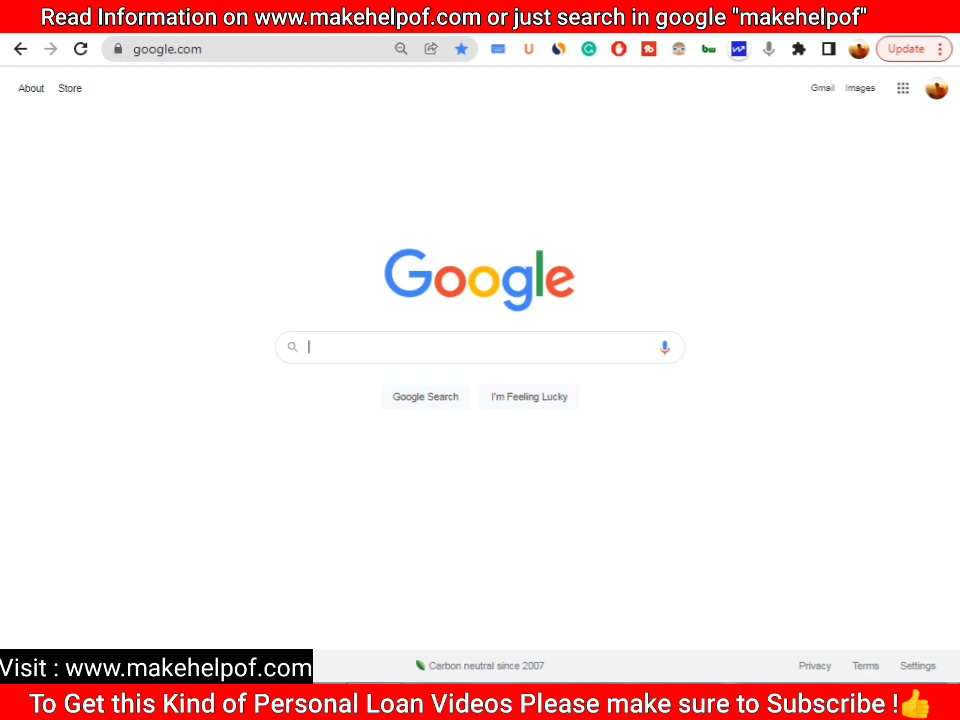 Read Information on www.makehelpof.com or just search in google "makehelpof"
google.com
Update
About Store
Gmail Images
Google
Google Search I'm Feeling Lucky
Visit : www.makehelpof.com
Carbon neutral since 2007
Privacy Terms Settings
To Get this Kind of Personal Loan Videos Please make sure to Subscribe !👍